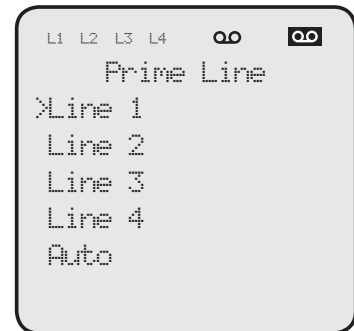 L1 L2 L3 L4
Prime Line
>Line 1
Line 2
Line 3
Line 4
Auto